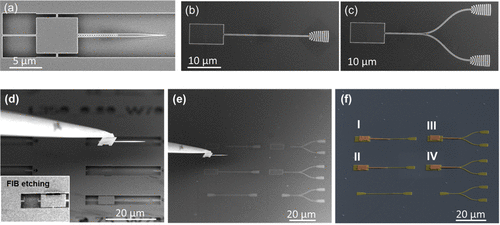 (a)
5 μm
(b)
10 μm
(c)
10 μm
(d)
FIB etching
20 μm
(e)
20 μm
(f)
I
III
II
IV
20 μm